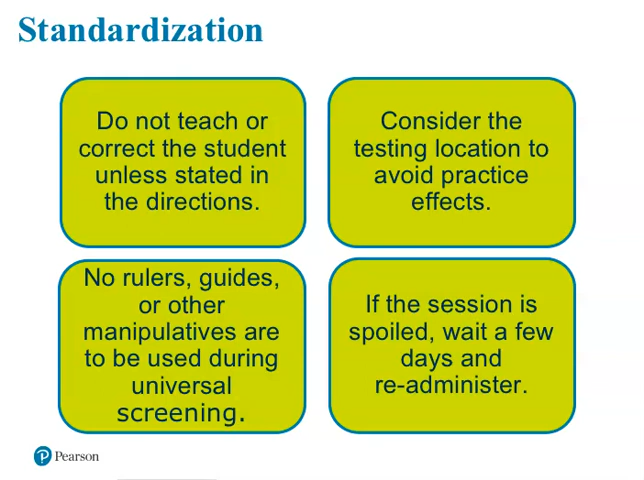 Standardization
Do not teach or
correct the student
unless stated in
the directions.
Consider the
testing location to
avoid practice
effects.
No rulers, guides,
or other
manipulatives are
to be used during
universal
screening.
If the session is
spoiled, wait a few
days and
re-administer.
Pearson